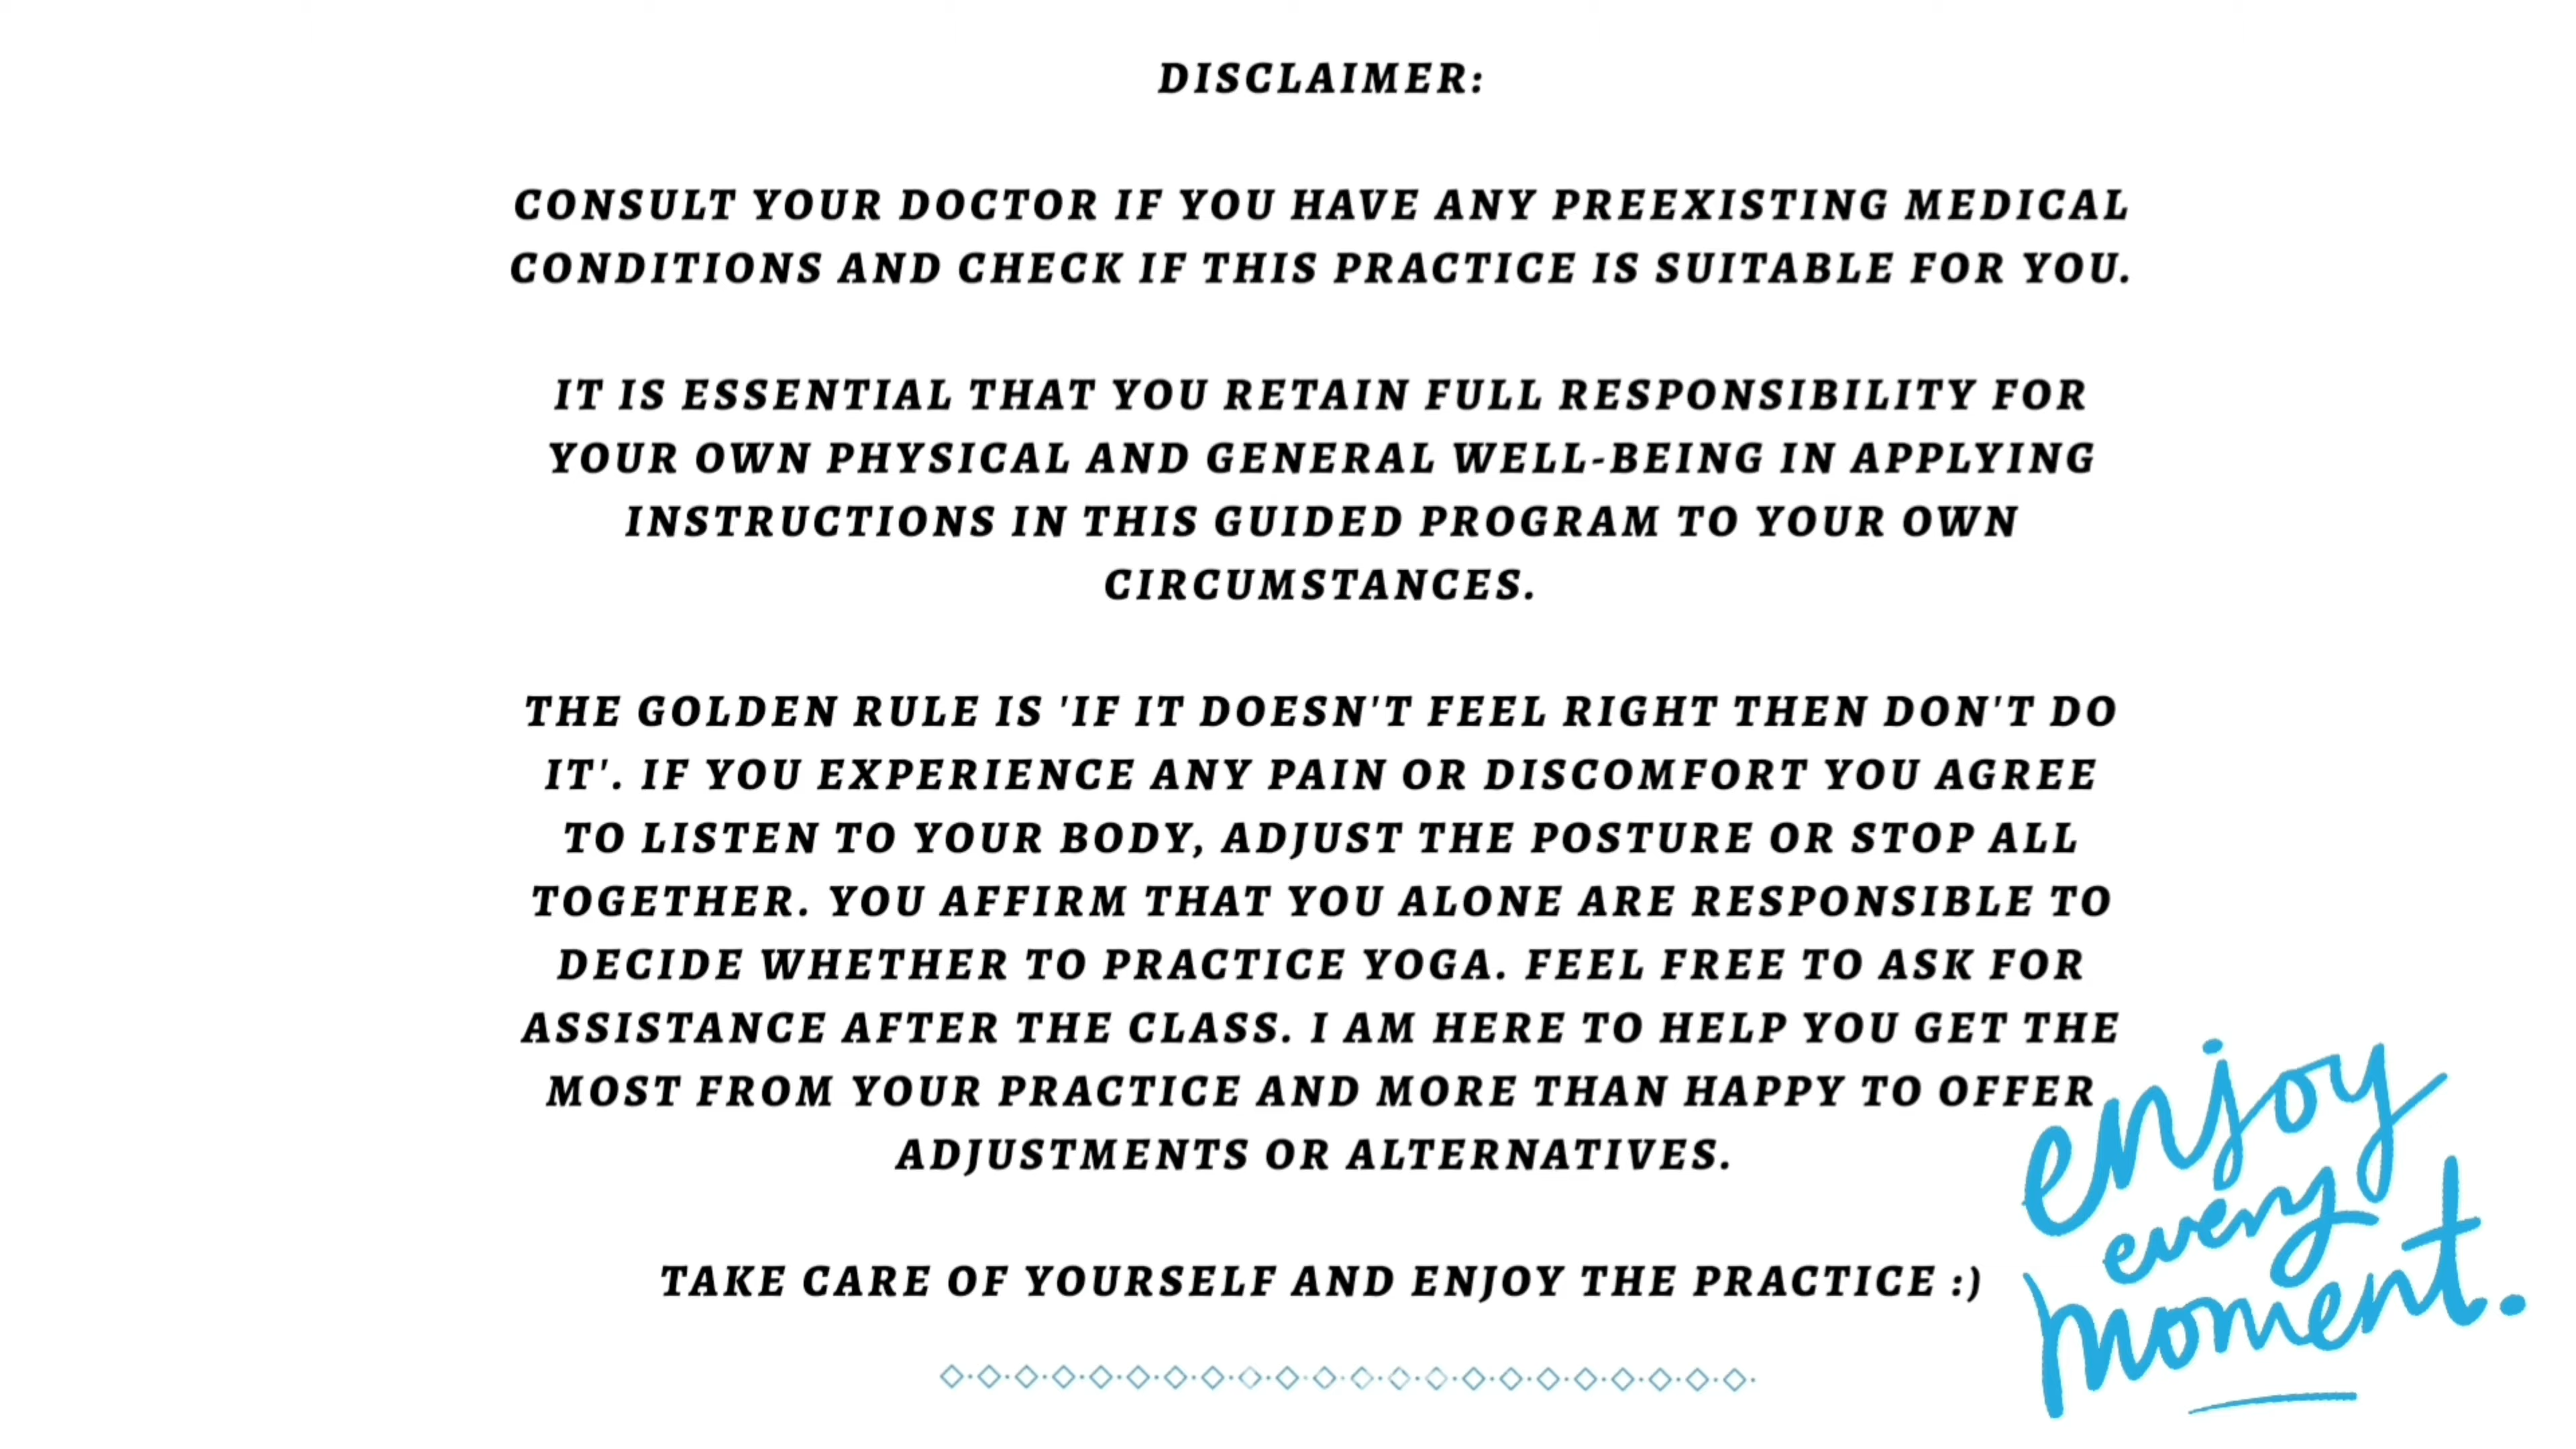 DISCLAIMER:
CONSULT YOUR DOCTOR IF YOU HAVE ANY PREEXISTING MEDICAL
CONDITIONS AND CHECK IF THIS PRACTICE IS SUITABLE FOR YOU.
IT IS ESSENTIAL THAT YOU RETAIN FULL RESPONSIBILITY FOR
YOUR OWN PHYSICAL AND GENERAL WELL-BEING IN APPLYING
INSTRUCTIONS IN THIS GUIDED PROGRAM TO YOUR OWN
CIRCUMSTANCES.
THE GOLDEN RULE IS 'IF IT DOESN'T FEEL RIGHT THEN DON'T DO
IT'. IF YOU EXPERIENCE ANY PAIN OR DISCOMFORT YOU AGREE
TO LISTEN TO YOUR BODY, ADJUST THE POSTURE OR STOP ALL
TOGETHER. YOU AFFIRM THAT YOU ALONE ARE RESPONSIBLE TO
DECIDE WHETHER TO PRACTICE YOGA. FEEL FREE TO ASK FOR
ASSISTANCE AFTER THE CLASS. I AM HERE TO HELP YOU GET THE
MOST FROM YOUR PRACTICE AND MORE THAN HAPPY TO OFFER
ADJUSTMENTS OR ALTERNATIVES.
TAKE CARE OF YOURSELF AND ENJOY THE PRACTICE :)
enjoy
every
moment.